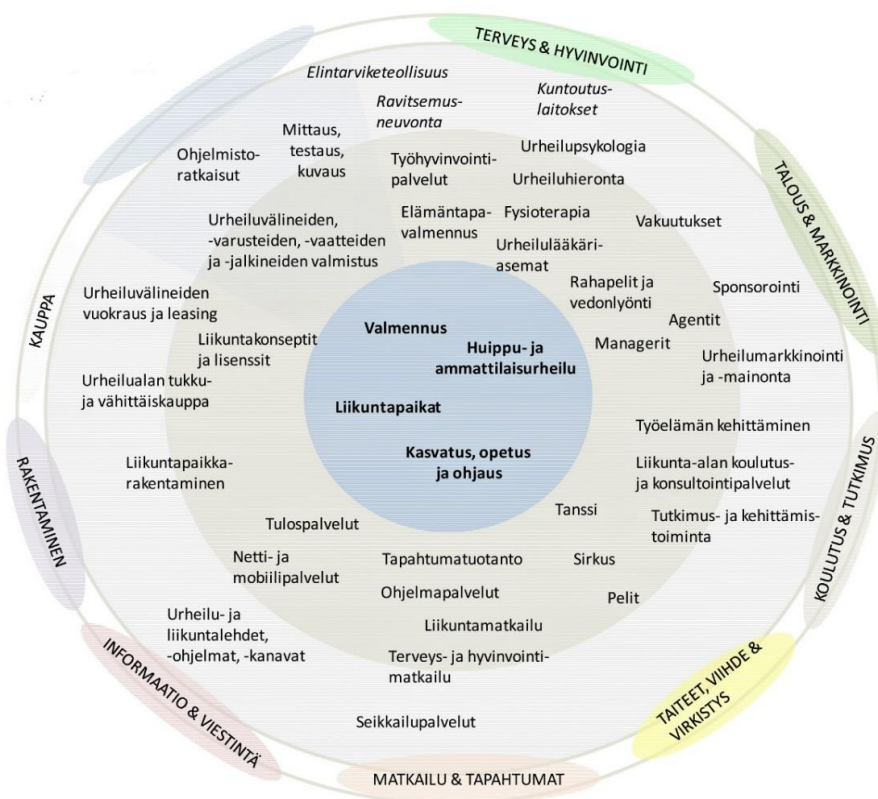 TERVEYS & HYVINVOINTI
Elintarviketeollisuus
Kuntoutus-
laitokset
Ravitsemus-
neuvonta
Mittaus,
testaus,
kuvaus
Ohjelmisto-
ratkaisut
Työhyvinvointi-
palvelut
Urheilupsykologia
Urheiluhieronta
TALOUS & MARKKINOINTI
Urheiluvälineiden,
-varusteiden, -vaatteiden
ja -jalkineiden valmistus
Elämäntapa-
valmennus
Fysioterapia
Vakuutukset
Urheilulääkäri-
asemat
Rahapelit ja
vedonlyönti
Sponsorointi
KAUPPA
Urheiluvälineiden
vuokraus ja leasing
Agentit
Liikuntakonseptit
ja lisenssit
Valmennus
Huippu- ja
ammattilaisurheilu
Managerit
Urheilumarkkinointi
ja -mainonta
Urheilualan tukku-
ja vähittäiskauppa
Liikuntapaikat
Työelämän kehittäminen
Kasvatus, opetus
ja ohjaus
RAKENTAMINEN
Liikuntapaikka-
rakentaminen
Liikunta-alan koulutus-
ja konsultointipalvelut
KOULUTUS & TUTKIMUS
Tulospalvelut
Tanssi
Tutkimus- ja kehittämis-
toiminta
Netti- ja
mobiilipalvelut
Tapahtumatuotanto
Sirkus
Ohjelmapalvelut
Pelit
Urheilu- ja
liikuntalehdet,
-ohjelmat, -kanavat
Liikuntamatkailu
Terveys- ja hyvinvointi-
matkailu
INFORMAATIO & VIESTINTÄ
TAITEET, VIIHDE &
VIRKISTYS
Seikkailupalvelut
MATKAILU & TAPAHTUMAT